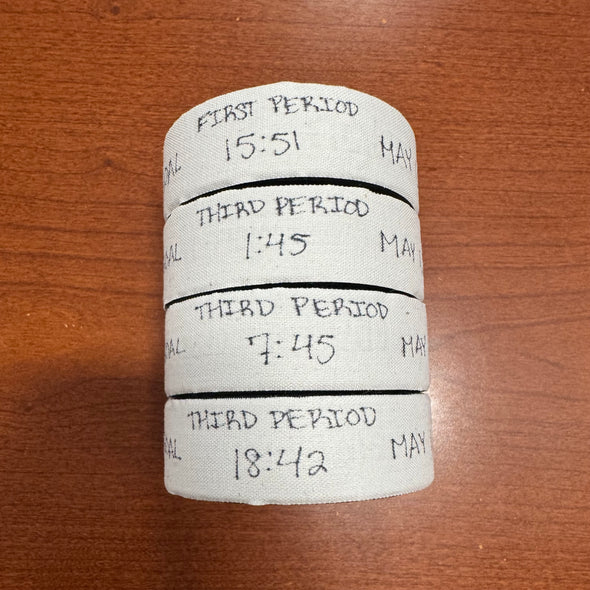 FIRST PERIOD
15:51
MAY
THIRD PERIOD
1:45
MAY
THIRD PERIOD
7:45
MAY
THIRD PERIOD
18:42
MAY